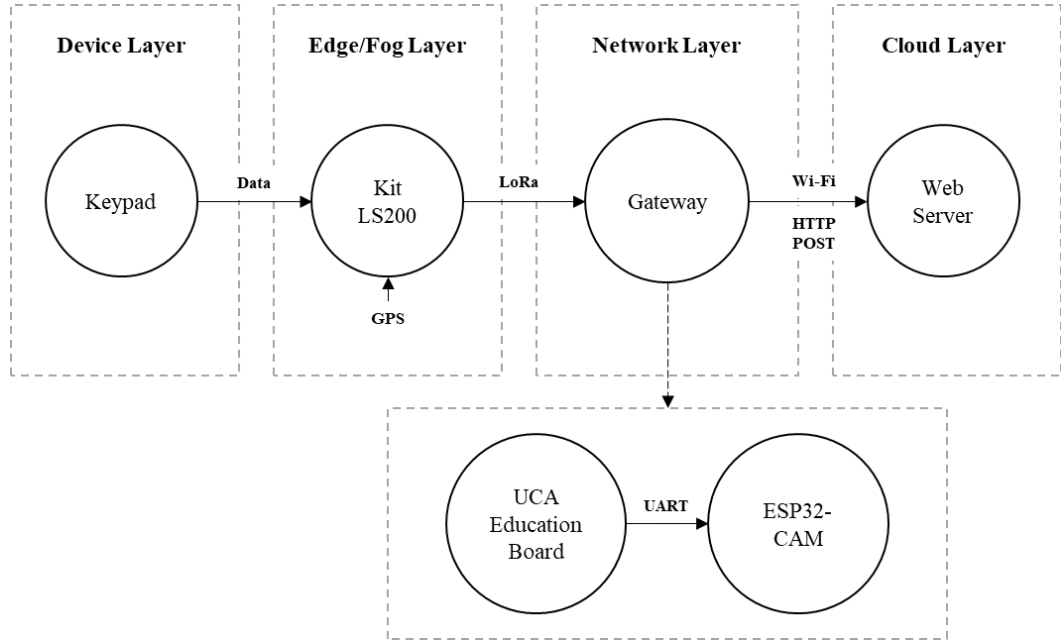 Device Layer
Edge/Fog Layer
Network Layer
Cloud Layer
Keypad
Data
Kit
LS200
GPS
LoRa
Gateway
Wi-Fi
HTTP
POST
Web
Server
UCA
Education
Board
UART
ESP32-
CAM